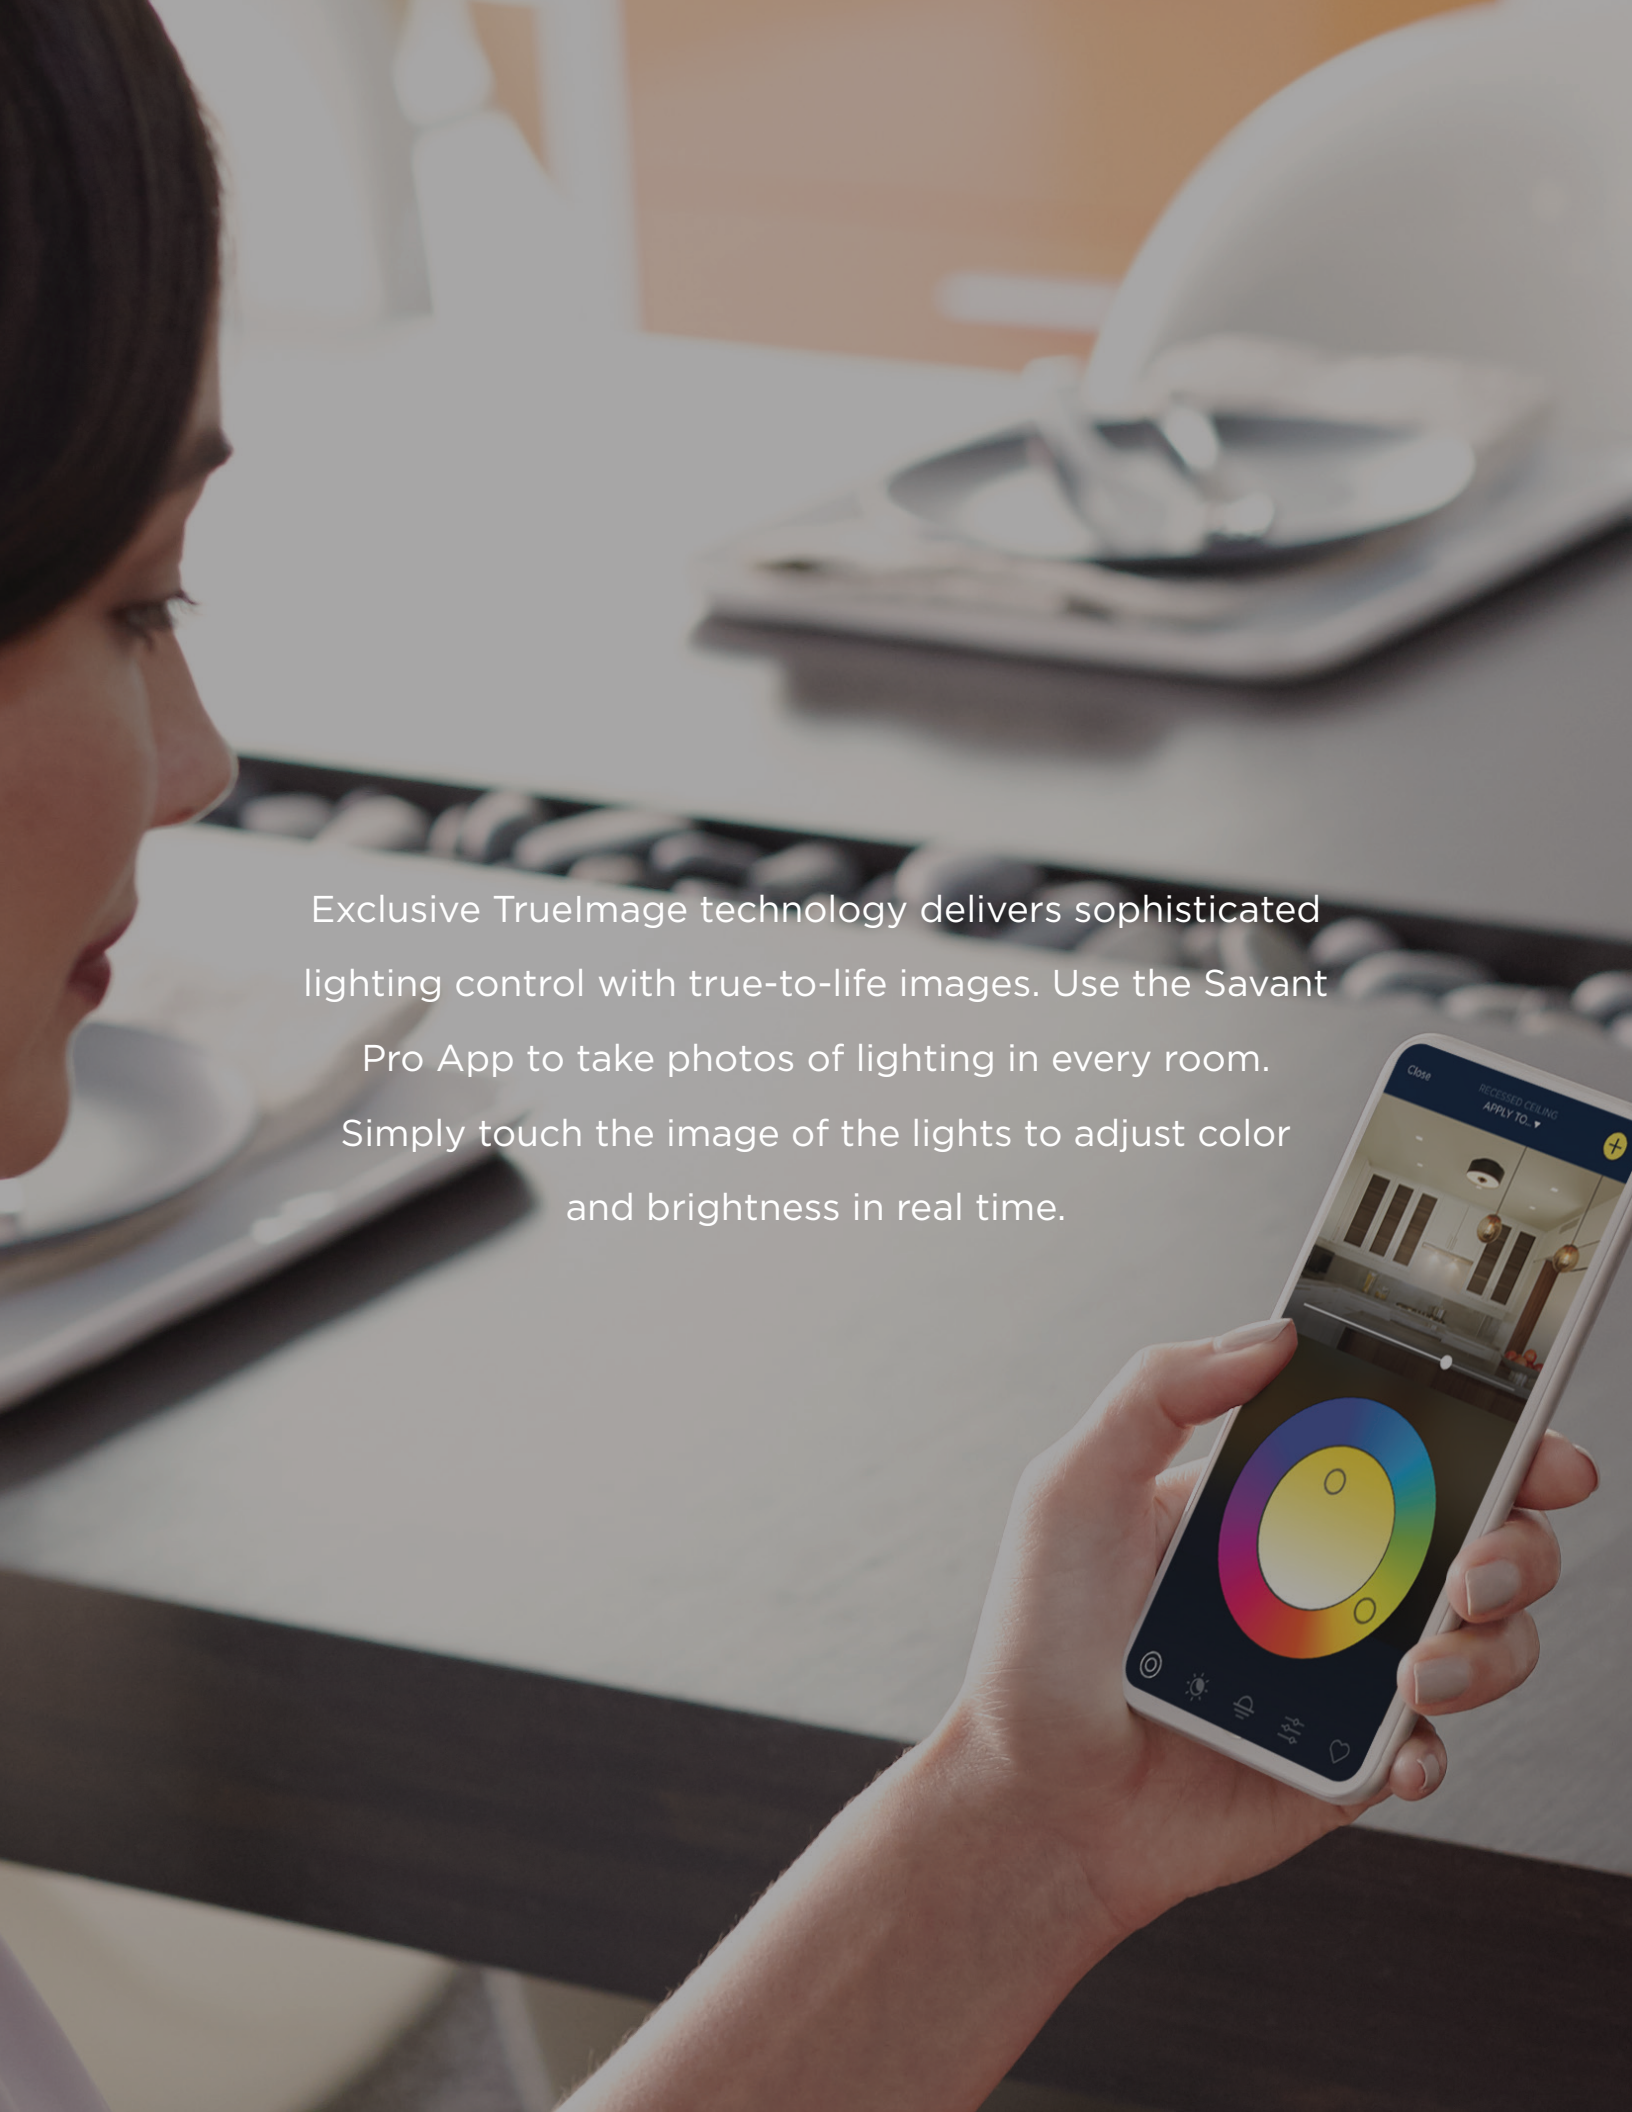 Exclusive TrueImage technology delivers sophisticated
lighting control with true-to-life images. Use the Savant
Pro App to take photos of lighting in every room.
Simply touch the image of the lights to adjust color
and brightness in real time.
Close
RECESSED CEILING
APPLY TO... ▼